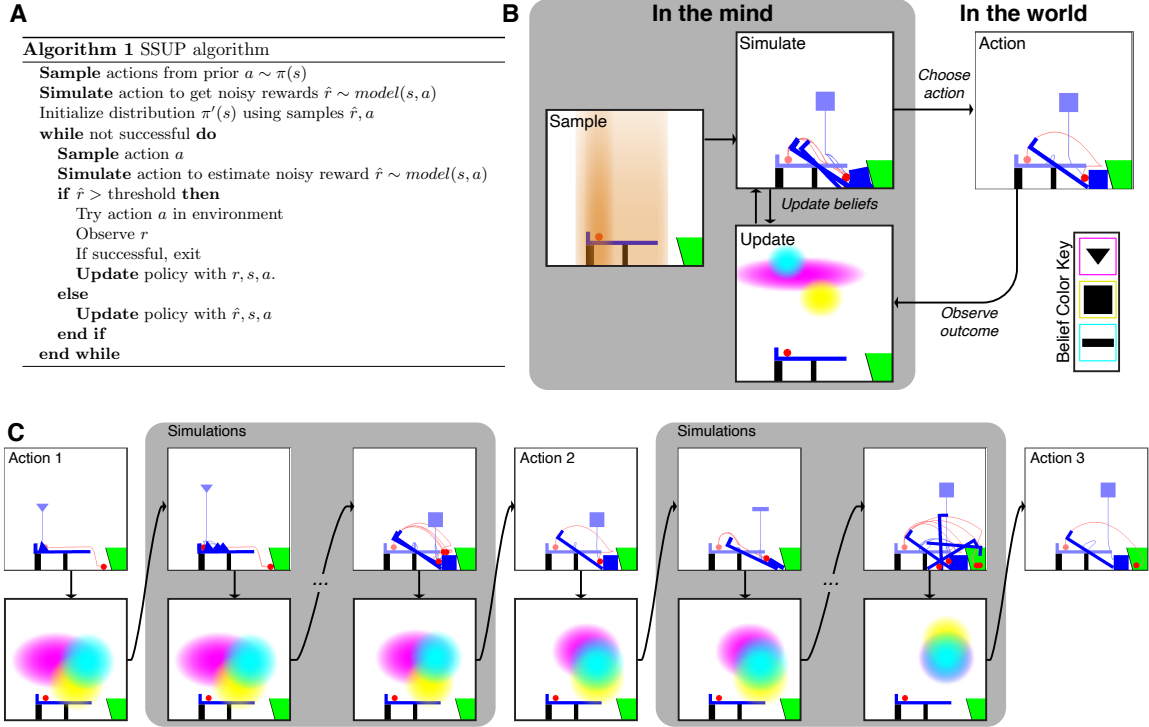 A
Algorithm 1 SSUP algorithm
Sample actions from prior a ∼ π(s)
Simulate action to get noisy rewards r̂ ∼ model(s, a)
Initialize distribution π′(s) using samples r̂, a
while not successful do
Sample action a
Simulate action to estimate noisy reward r̂ ∼ model(s, a)
if r̂ > threshold then
Try action a in environment
Observe r
If successful, exit
Update policy with r, s, a.
else
Update policy with r̂, s, a
end if
end while
B
In the mind
In the world
Sample
Simulate
Choose
action
Action
Update beliefs
Update
Observe
outcome
Belief Color Key
C
Simulations
Simulations
Action 1
...
Action 2
...
Action 3